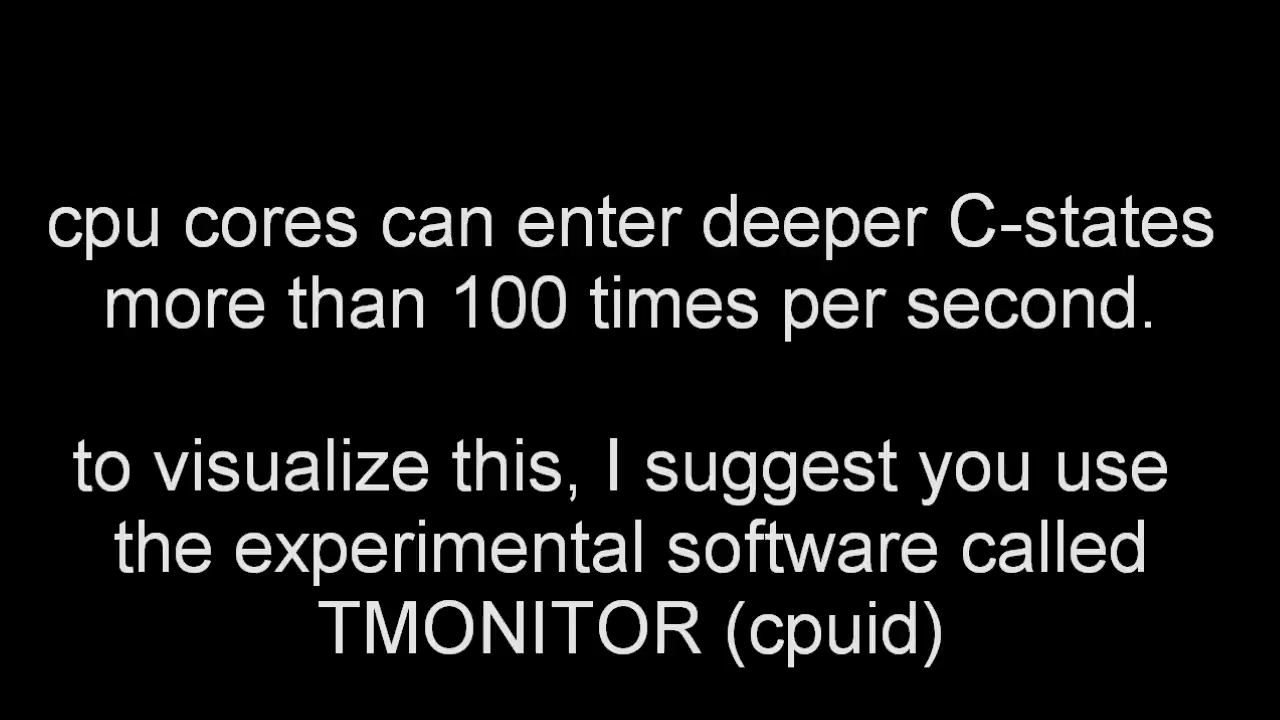 cpu cores can enter deeper C-states
more than 100 times per second.
to visualize this, I suggest you use
the experimental software called
TMONITOR (cpuid)